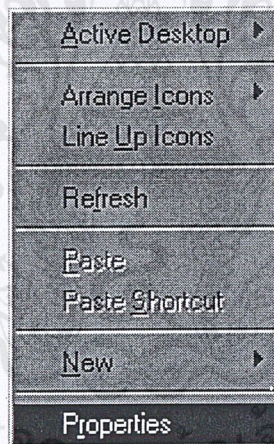 Active Desktop
Arrange Icons
Line Up Icons
Refresh
Paste
Paste Shortcut
New
Properties